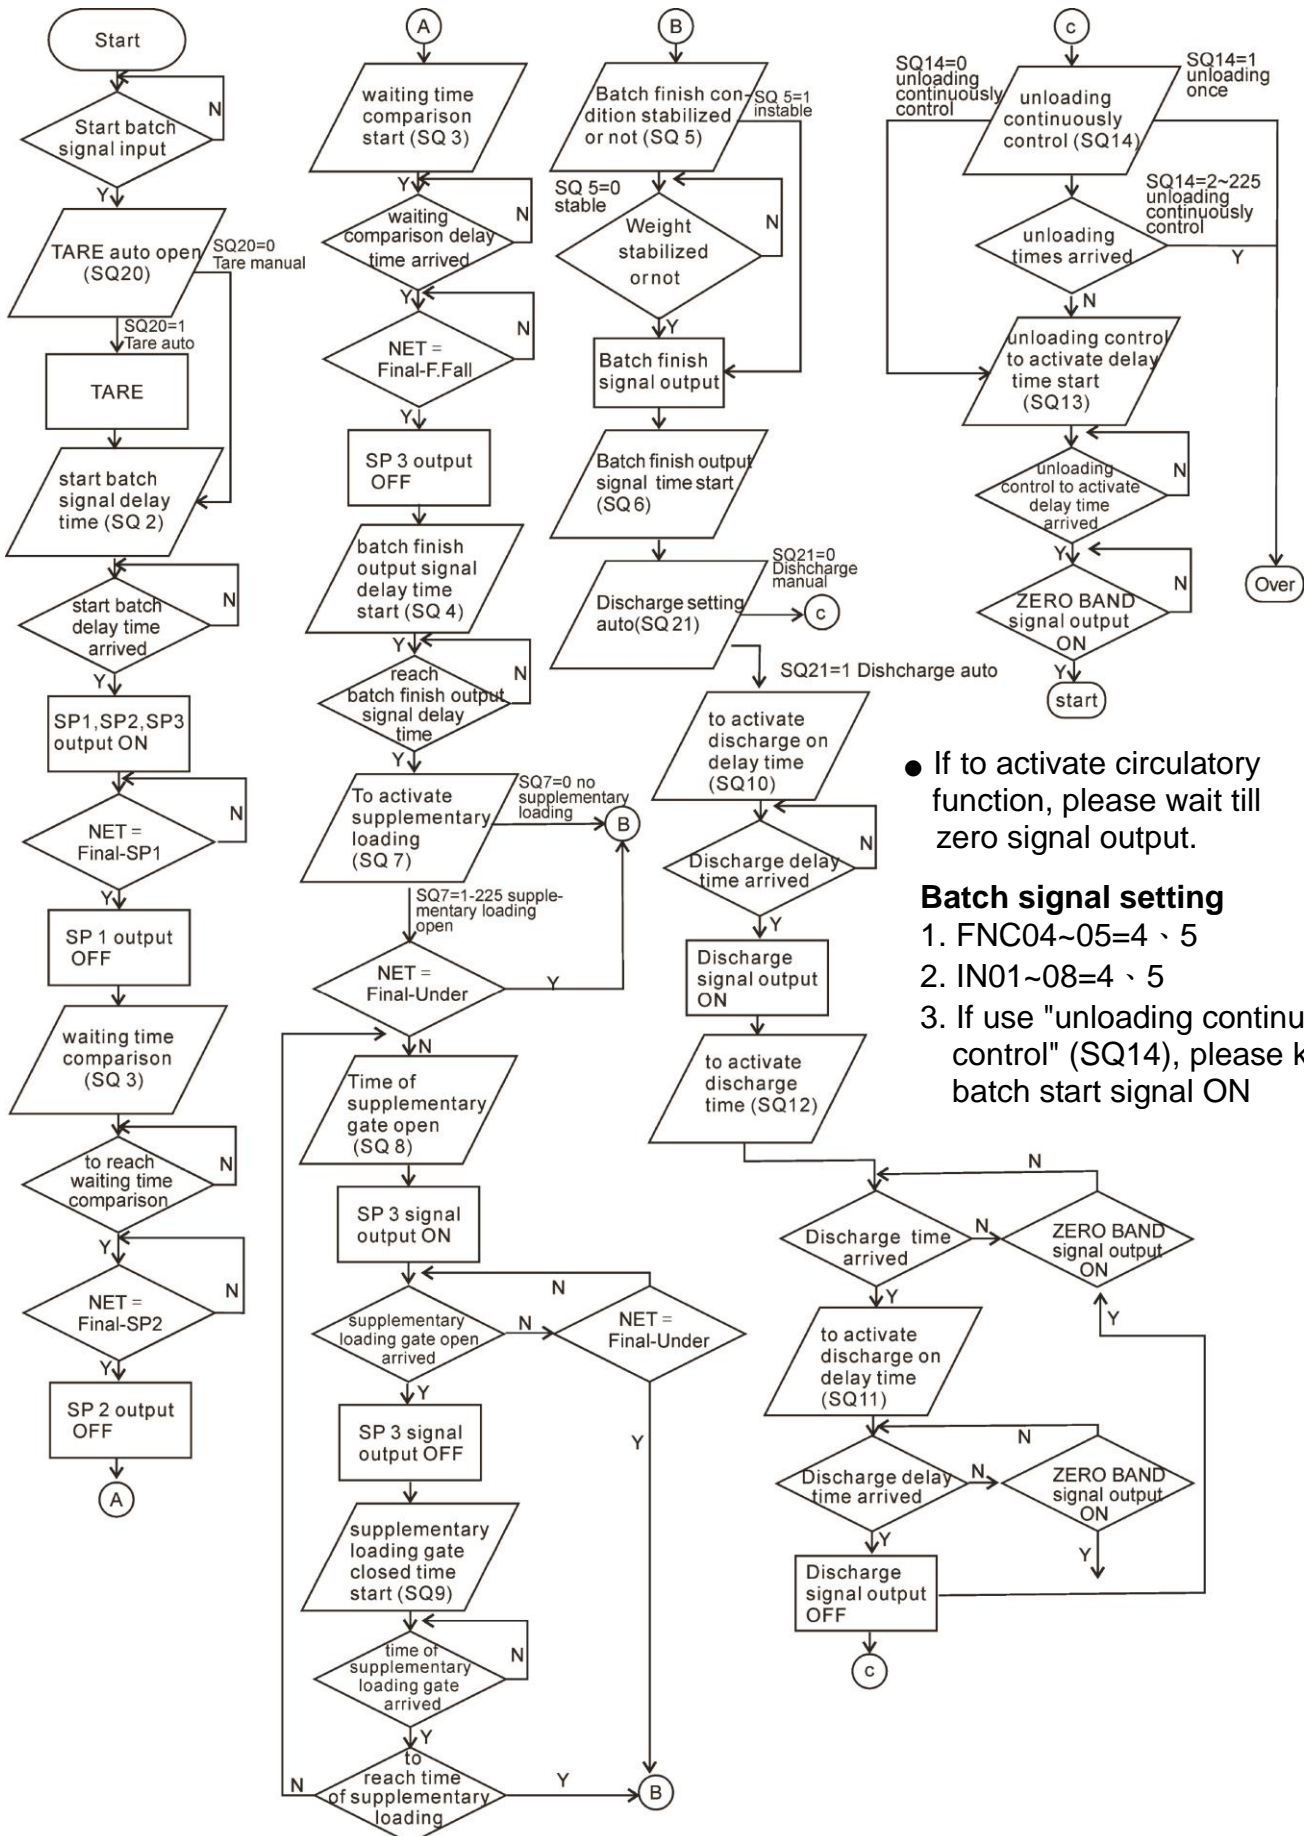 Start
N
Start batch
signal input
Y
TARE auto open
(SQ20)
SQ20=0
Tare manual
SQ20=1
Tare auto
TARE
start batch
signal delay
time (SQ 2)
N
start batch
delay time
arrived
Y
SP1,SP2,SP3
output ON
NET =
Final-SP1
N
Y
SP 1 output
OFF
waiting time
comparison
(SQ 3)
to reach
waiting time
comparison
N
Y
NET =
Final-SP2
N
Y
SP 2 output
OFF
A
A
waiting time
comparison
start (SQ 3)
Y
N
waiting
comparison delay
time arrived
Y
N
NET =
Final-F.Fall
Y
SP 3 output
OFF
batch finish
output signal
delay time
start (SQ 4)
Y
N
reach
batch finish output
signal delay
time
Y
To activate
supplementary
loading
(SQ 7)
SQ7=0 no
supplementary
loading
B
SQ7=1-225 supple-
mentary loading
open
NET =
Final-Under
Y
N
Time of
supplementary
gate open
(SQ 8)
SP 3 signal
output ON
N
supplementary
loading gate open
arrived
N
NET =
Final-Under
Y
SP 3 signal
output OFF
Y
supplementary
loading gate
closed time
start (SQ9)
time of
supplementary
loading gate
arrived
N
Y
to
reach time
of supplementary
loading
N
Y
B
B
Batch finish con-
dition stabilized
or not (SQ 5)
SQ 5=1
instable
SQ 5=0
stable
N
Weight
stabilized
ornot
Y
Batch finish
signal output
Batch finish output
signal time start
(SQ 6)
Discharge setting
auto(SQ 21)
SQ21=0
Dishcharge
manual
c
SQ21=1 Dishcharge auto
to activate
discharge on
delay time
(SQ10)
N
Discharge delay
time arrived
Y
Discharge
signal output
ON
to activate
discharge
time (SQ12)
N
Discharge time
arrived
N
ZERO BAND
signal output
ON
Y
Y
to activate
discharge on
delay time
(SQ11)
N
Discharge delay
time arrived
N
ZERO BAND
signal output
ON
Y
Y
Discharge
signal output
OFF
c
c
SQ14=0
unloading
continuously
control
unloading
continuously
control (SQ14)
SQ14=1
unloading
once
SQ14=2~225
unloading
continuously
control
unloading
times arrived
Y
N
unloading control
to activate delay
time start
(SQ13)
unloading
control to activate
delay time
arrived
N
Y
ZERO BAND
signal output
ON
N
Over
Y
start
● If to activate circulatory
function, please wait till
zero signal output.
Batch signal setting
1. FNC04~05=4、5
2. IN01~08=4、5
3. If use "unloading continu
control" (SQ14), please k
batch start signal ON